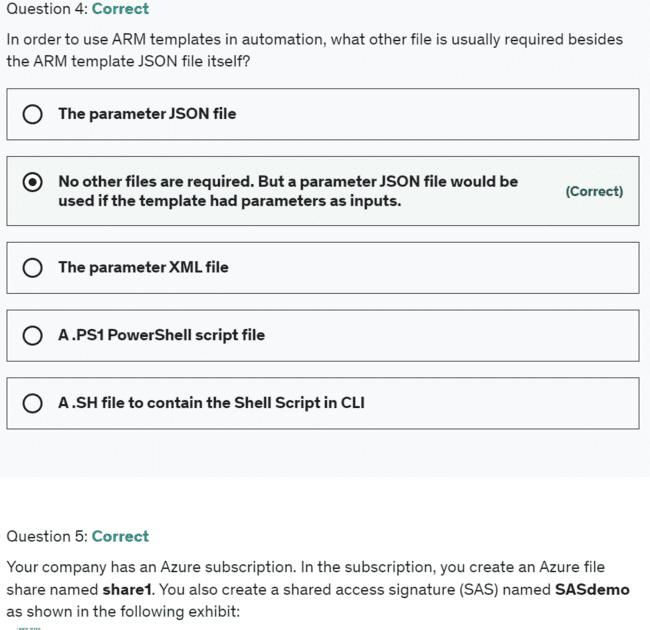 Question 4: Correct
In order to use ARM templates in automation, what other file is usually required besides
the ARM template JSON file itself?
The parameter JSON file
No other files are required. But a parameter JSON file would be
used if the template had parameters as inputs.
(Correct)
The parameter XML file
A .PS1 PowerShell script file
A .SH file to contain the Shell Script in CLI
Question 5: Correct
Your company has an Azure subscription. In the subscription, you create an Azure file
share named share1. You also create a shared access signature (SAS) named SASdemo
as shown in the following exhibit: